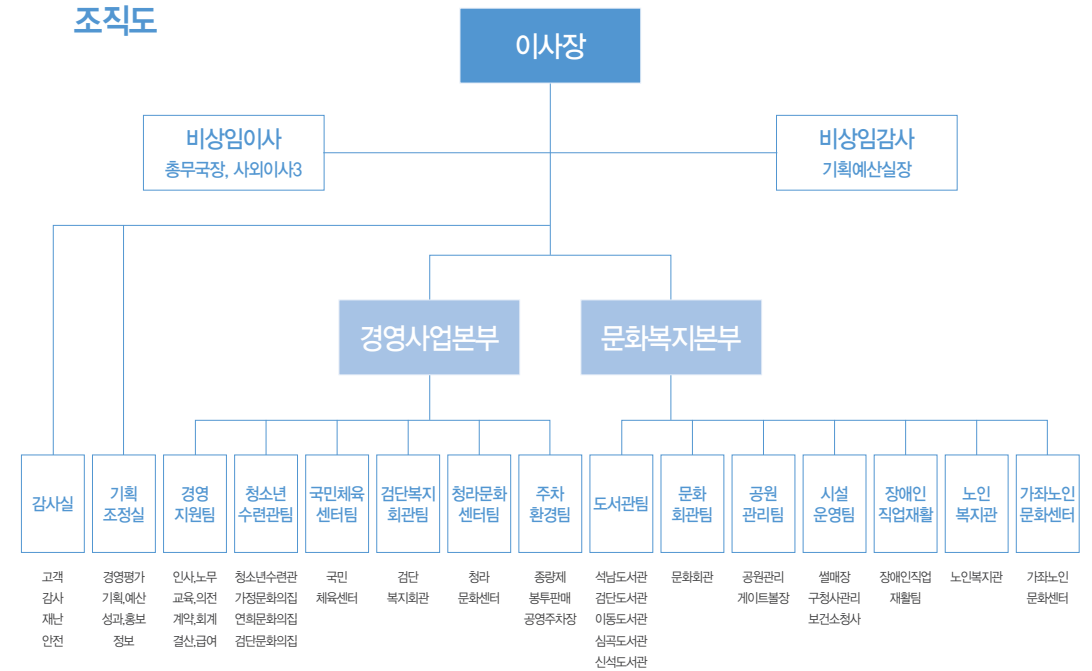 조직도
이사장
비상임이사
총무국장, 사외이사3
비상임감사
기획예산실장
경영사업본부
문화복지본부
감사실
기획
조정실
경영
지원팀
청소년
수련관팀
국민체육
센터팀
검단복지
회관팀
청라문화
센터팀
주차
환경팀
도서관팀
문화
회관팀
공원
관리팀
시설
운영팀
장애인
직업재활
노인
복지관
가좌노인
문화센터
고객
감사
재난
안전
경영평가
기획,예산
성과,홍보
정보
인사,노무
교육,의전
계약,회계
결산,급여
청소년수련관
가정문화의집
연희문화의집
검단문화의집
국민
체육센터
검단
복지회관
청라
문화센터
종량제
봉투판매
공영주차장
석남도서관
검단도서관
이동도서관
심곡도서관
신석도서관
문화회관
공원관리
게이트볼장
썰매장
구청사관리
보건소청사
장애인직업
재활팀
노인복지관
가좌노인
문화센터